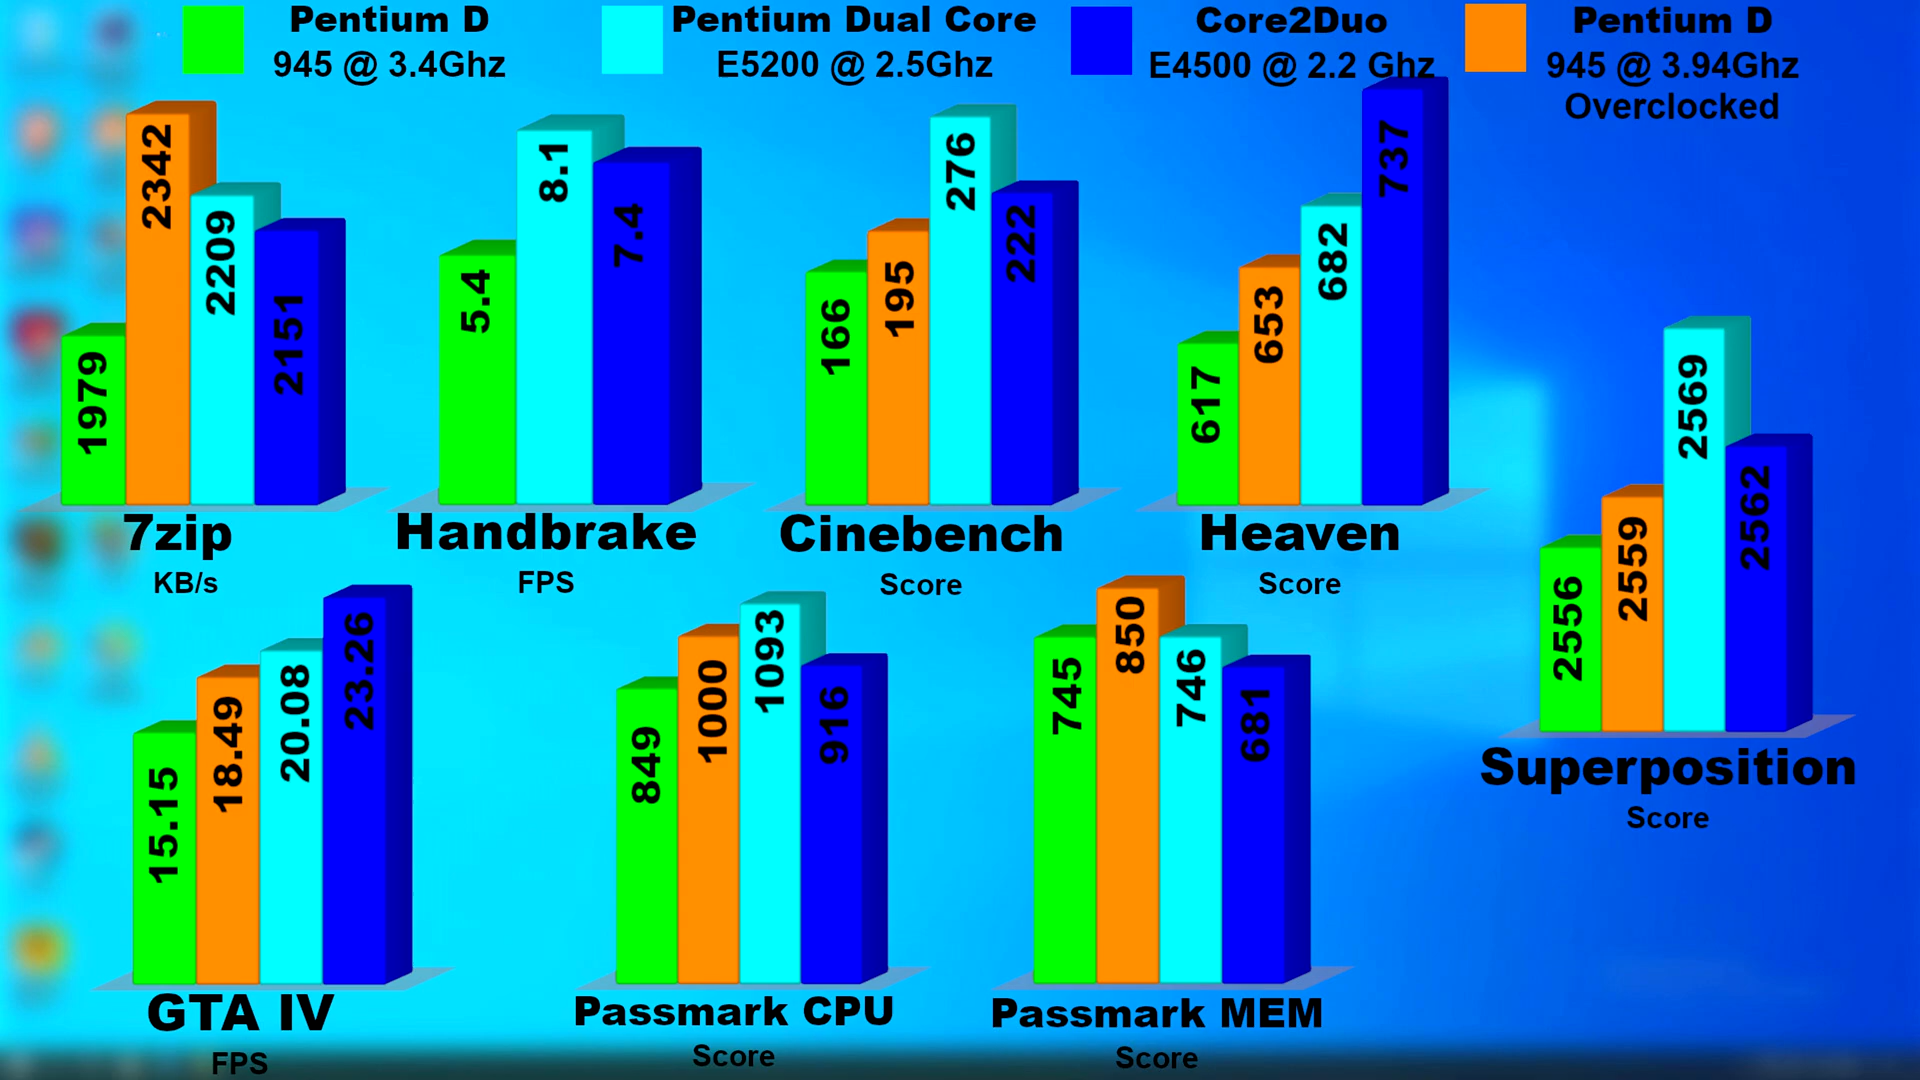 Pentium D
945 @ 3.4Ghz
Pentium Dual Core
E5200 @ 2.5Ghz
Core2Duo
E4500 @ 2.2 Ghz
Pentium D
945 @ 3.94Ghz
Overclocked
1979
2342
2209
2151
7zip
KB/s
5.4
8.1
7.4
Handbrake
FPS
166
195
276
222
Cinebench
Score
617
653
682
737
Heaven
Score
2556
2559
2569
2562
Superposition
Score
15.15
18.49
20.08
23.26
GTA IV
FPS
849
1000
1093
916
Passmark CPU
Score
745
850
746
681
Passmark MEM
Score